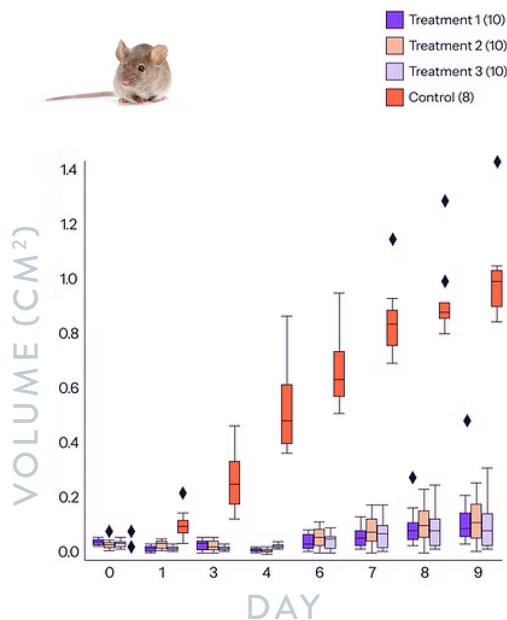 Treatment 1 (10)
Treatment 2 (10)
Treatment 3 (10)
Control (8)
1.4
1.2
1.0
0.8
0.6
0.4
0.2
0.0
VOLUME (CM²)
0 1 3 4 6 7 8 9
DAY